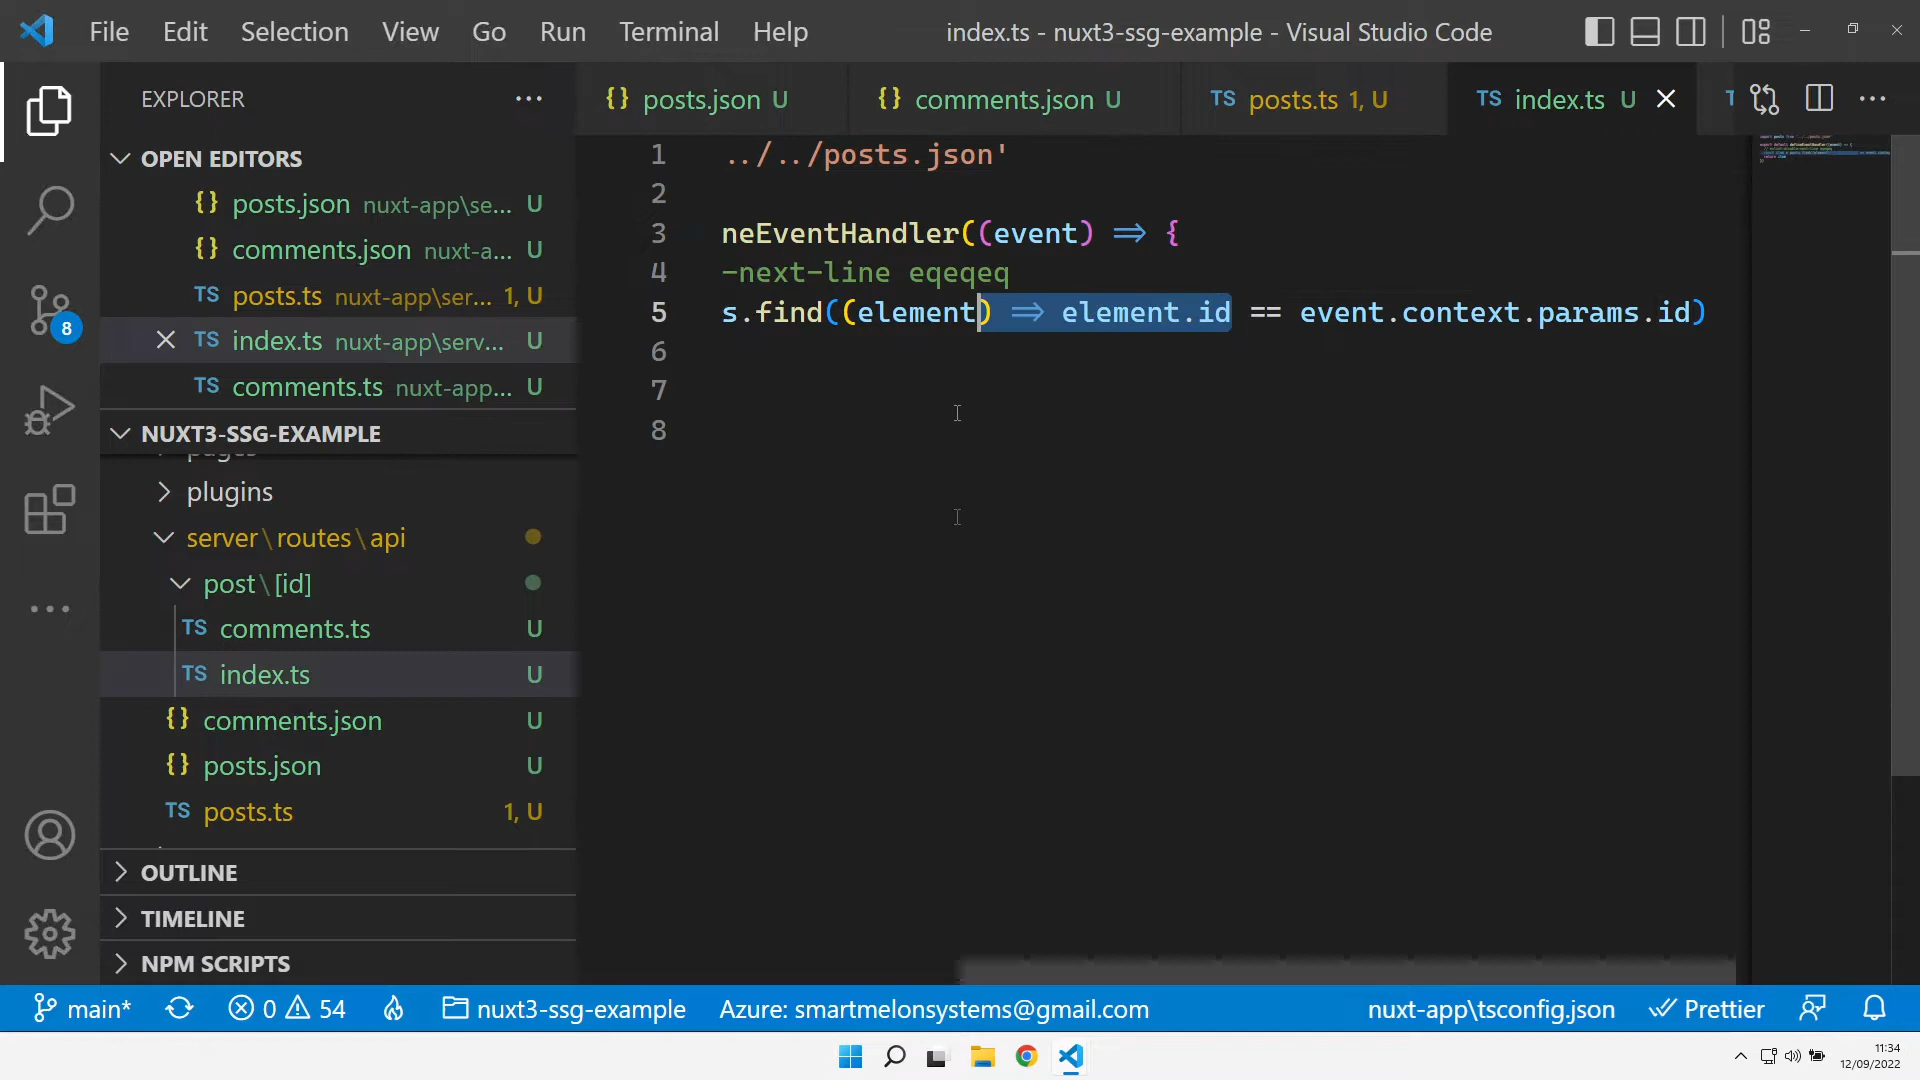 File Edit Selection View Go Run Terminal Help index.ts - nuxt3-ssg-example - Visual Studio Code
EXPLORER
{} posts.json U {} comments.json U TS posts.ts 1, U TS index.ts U
OPEN EDITORS
{} posts.json nuxt-app\se... U
{} comments.json nuxt-a... U
TS posts.ts nuxt-app\ser... 1, U
TS index.ts nuxt-app\serv... U
TS comments.ts nuxt-app... U
NUXT3-SSG-EXAMPLE
pages
plugins
server\routes\api
post\[id]
TS comments.ts U
TS index.ts U
{} comments.json U
{} posts.json U
TS posts.ts 1, U
OUTLINE
TIMELINE
NPM SCRIPTS
8
1 ../../posts.json'
2
3 neEventHandler((event) => {
4 -next-line eqeqeq
5 s.find((element) => element.id == event.context.params.id)
6
7
8
main* 0 54 nuxt3-ssg-example Azure: smartmelonsystems@gmail.com nuxt-app\tsconfig.json Prettier
11:34
12/09/2022